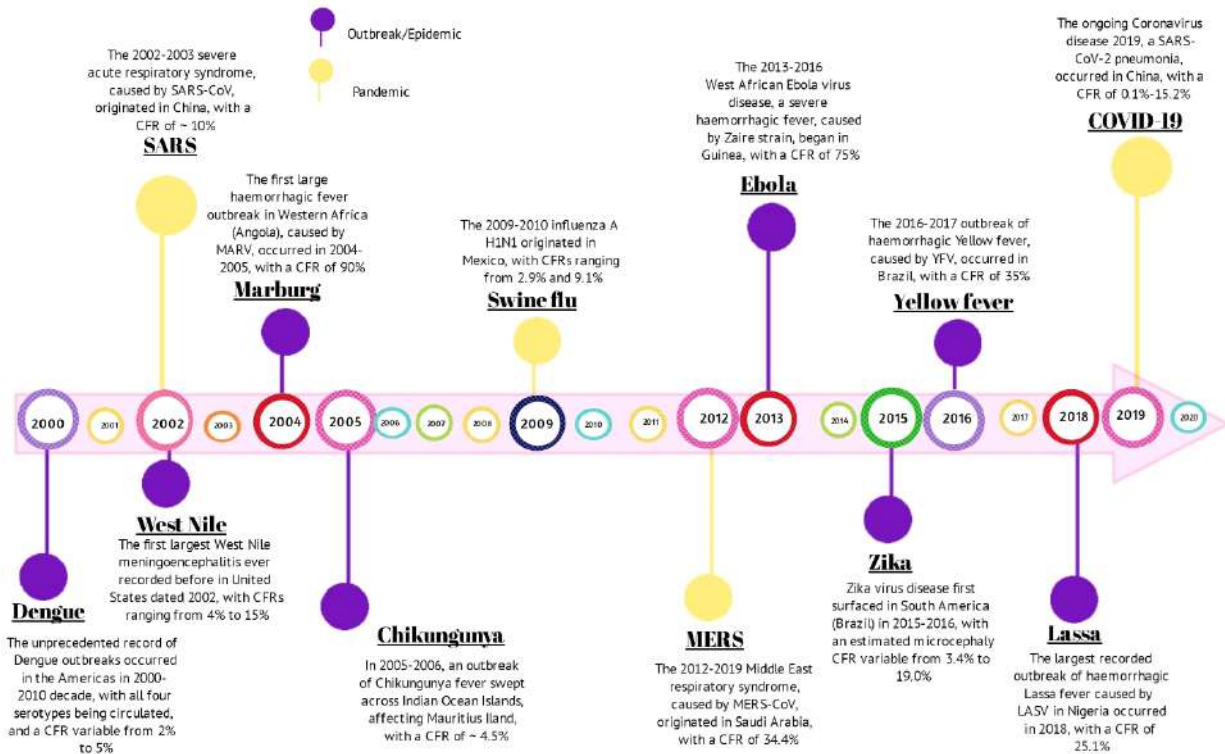 Outbreak/Epidemic
Pandemic
The 2002-2003 severe
acute respiratory syndrome,
caused by SARS-CoV,
originated in China, with a
CFR of ~ 10%
SARS
The first large
haemorrhagic fever
outbreak in Western Africa
(Angola), caused by
MARV, occurred in 2004-
2005, with a CFR of 90%
Marburg
The 2009-2010 influenza A
H1N1 originated in
Mexico, with CFRs ranging
from 2.9% and 9.1%
Swine flu
The 2013-2016
West African Ebola virus
disease, a severe
haemorrhagic fever, caused
by Zaire strain, began in
Guinea, with a CFR of 75%
Ebola
The 2016-2017 outbreak of
haemorrhagic Yellow fever,
caused by YFV, occurred in
Brazil, with a CFR of 35%
Yellow fever
The ongoing Coronavirus
disease 2019, a SARS-
CoV-2 pneumonia,
occurred in China, with a
CFR of 0.1%-15.2%
COVID-19
2000 2001 2002 2003 2004 2005 2006 2007 2008 2009 2010 2011 2012 2013 2014 2015 2016 2017 2018 2019 2020
Dengue
The unprecedented record of
Dengue outbreaks occurred
in the Americas in 2000-
2010 decade, with all four
serotypes being circulated,
and a CFR variable from 2%
to 5%
West Nile
The first largest West Nile
meningoencephalitis ever
recorded before in United
States dated 2002, with CFRs
ranging from 4% to 15%
Chikungunya
In 2005-2006, an outbreak
of Chikungunya fever swept
across Indian Ocean Islands,
affecting Mauritius Iland,
with a CFR of ~ 4.5%
MERS
The 2012-2019 Middle East
respiratory syndrome,
caused by MERS-CoV,
originated in Saudi Arabia,
with a CFR of 34.4%
Zika
Zika virus disease first
surfaced in South America
(Brazil) in 2015-2016, with
an estimated microcephaly
CFR variable from 3.4% to
19,0%
Lassa
The largest recorded
outbreak of haemorrhagic
Lassa fever caused by
LASV in Nigeria occurred
in 2018, with a CFR of
25.1%